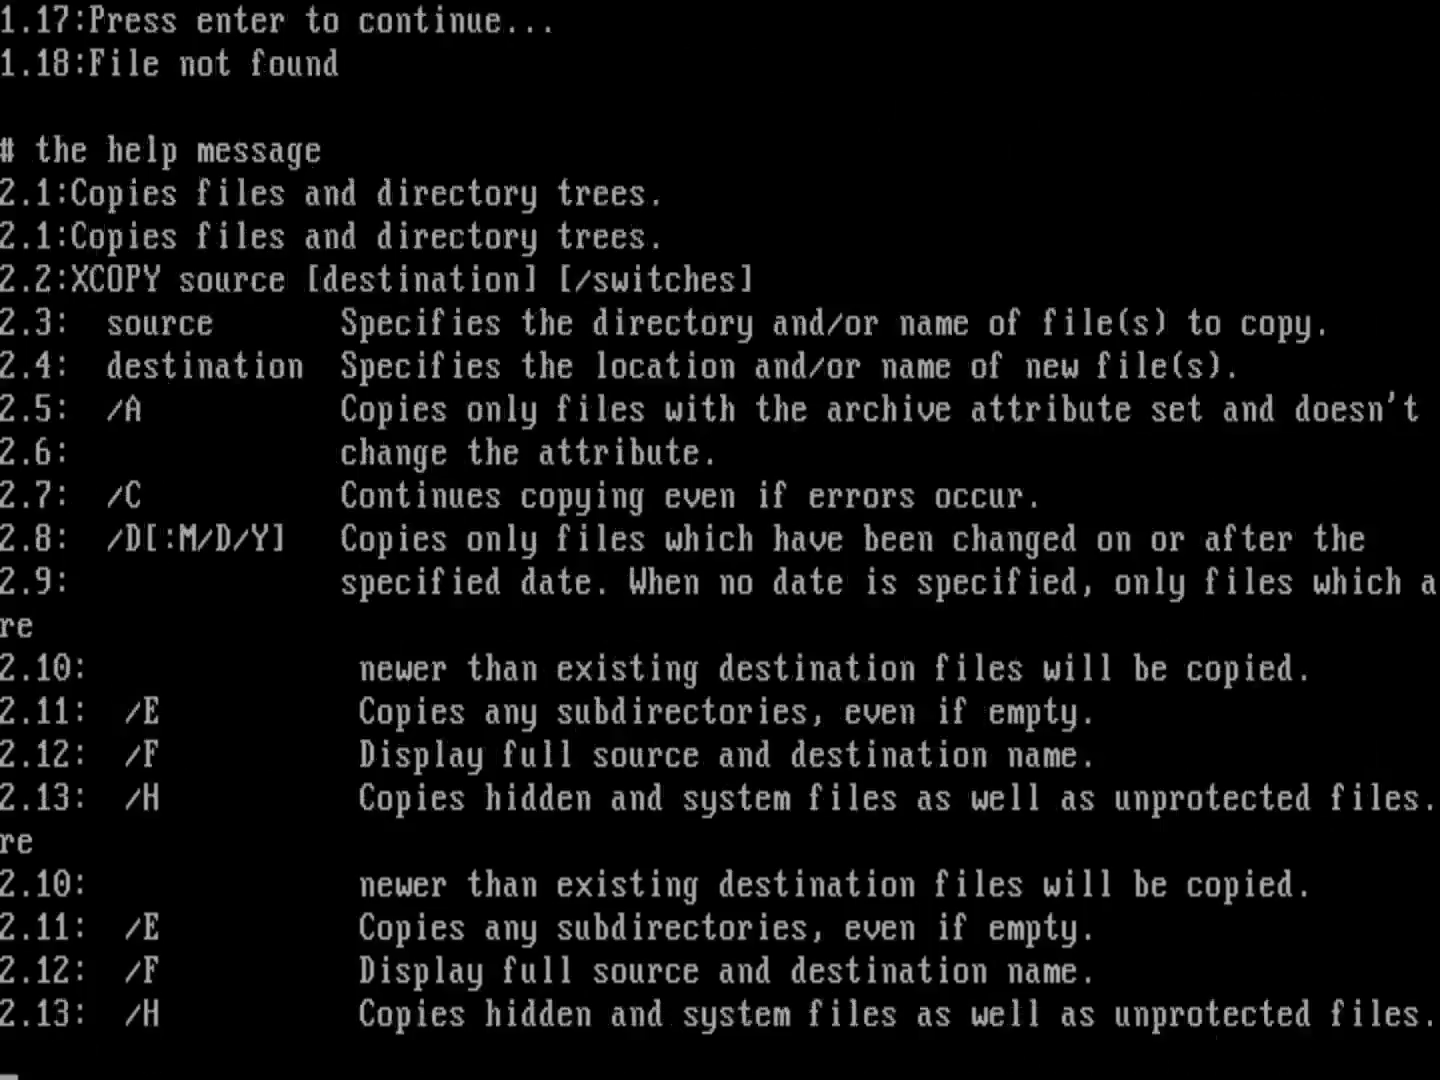 1.17:Press enter to continue...
1.18:File not found
# the help message
2.1:Copies files and directory trees.
2.1:Copies files and directory trees.
2.2:XCOPY source [destination] [/switches]
2.3:  source       Specifies the directory and/or name of file(s) to copy.
2.4:  destination  Specifies the location and/or name of new file(s).
2.5:  /A           Copies only files with the archive attribute set and doesn't
2.6:               change the attribute.
2.7:  /C           Continues copying even if errors occur.
2.8:  /D[:M/D/Y]   Copies only files which have been changed on or after the
2.9:               specified date. When no date is specified, only files which a
re
2.10:               newer than existing destination files will be copied.
2.11:  /E           Copies any subdirectories, even if empty.
2.12:  /F           Display full source and destination name.
2.13:  /H           Copies hidden and system files as well as unprotected files.
re
2.10:               newer than existing destination files will be copied.
2.11:  /E           Copies any subdirectories, even if empty.
2.12:  /F           Display full source and destination name.
2.13:  /H           Copies hidden and system files as well as unprotected files.